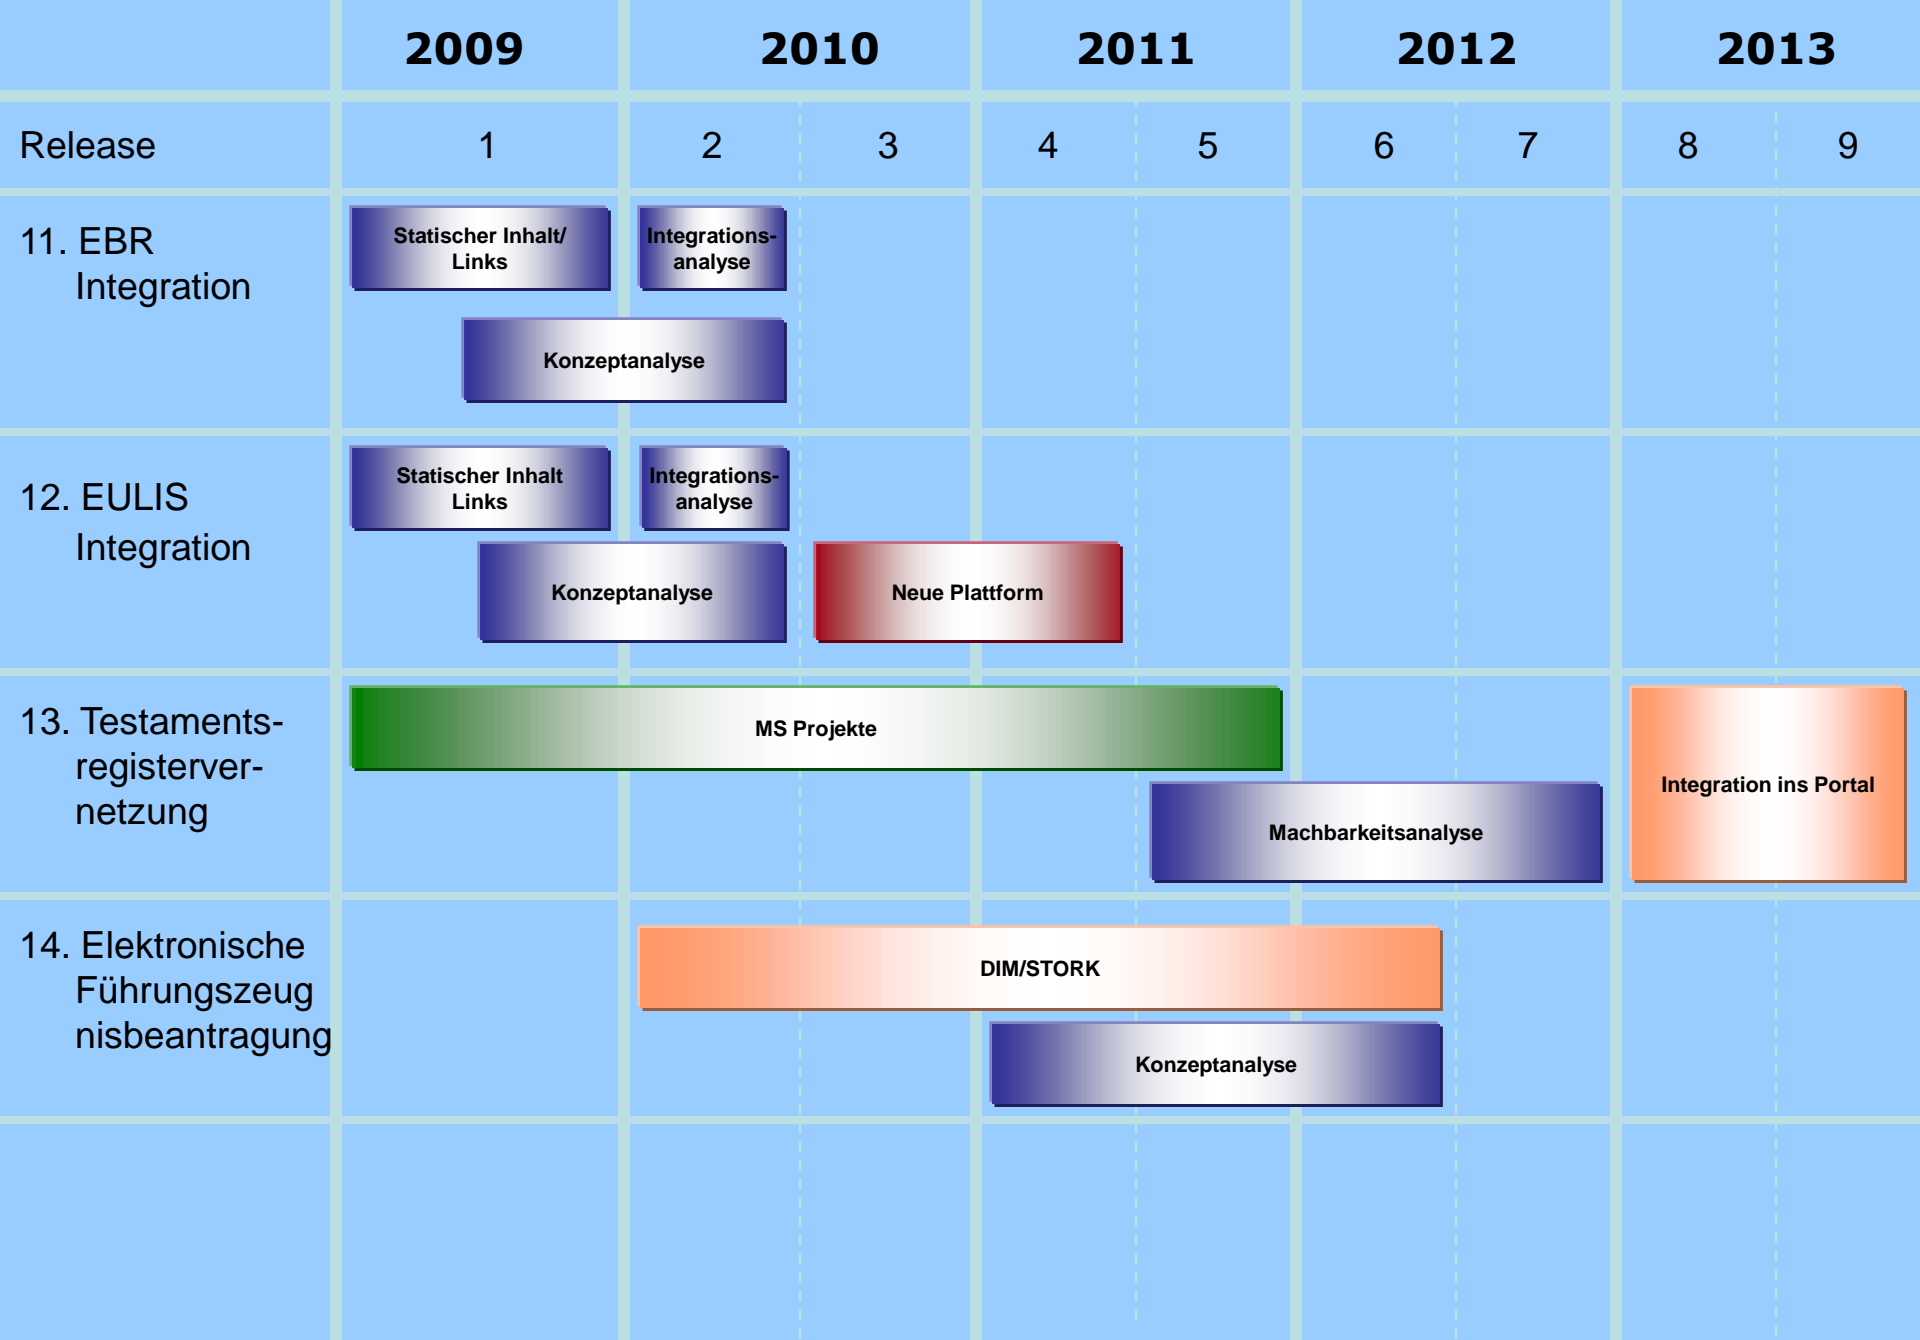 2009 2010 2011 2012 2013
Release 1 2 3 4 5 6 7 8 9
11. EBR
Integration
Statischer Inhalt/
Links
Integrations-
analyse
Konzeptanalyse
12. EULIS
Integration
Statischer Inhalt
Links
Integrations-
analyse
Konzeptanalyse
Neue Plattform
13. Testaments-
registerver-
netzung
MS Projekte
Machbarkeitsanalyse
Integration ins Portal
14. Elektronische
Führungszeug
nisbeantragung
DIM/STORK
Konzeptanalyse